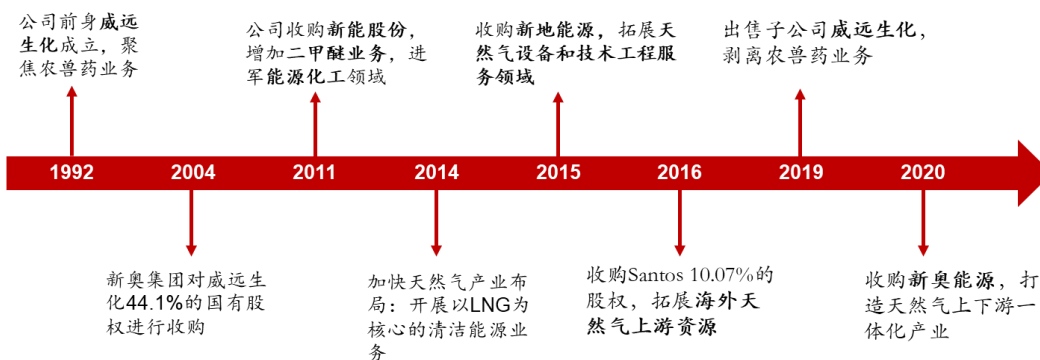 公司前身威远
生化成立，聚
焦农兽药业务
公司收购新能股份，
增加二甲醚业务，进
军能源化工领域
收购新地能源，拓展天
然气设备和技术工程服
务领域
出售子公司威远生化，
剥离农兽药业务
1992
2004
2011
2014
2015
2016
2019
2020
新奥集团对威远生
化44.1%的国有股
权进行收购
加快天然气产业布
局：开展以LNG为
核心的清洁能源业
务
收购Santos 10.07%的
股权，拓展海外天
然气上游资源
收购新奥能源，打
造天然气上下游一
体化产业